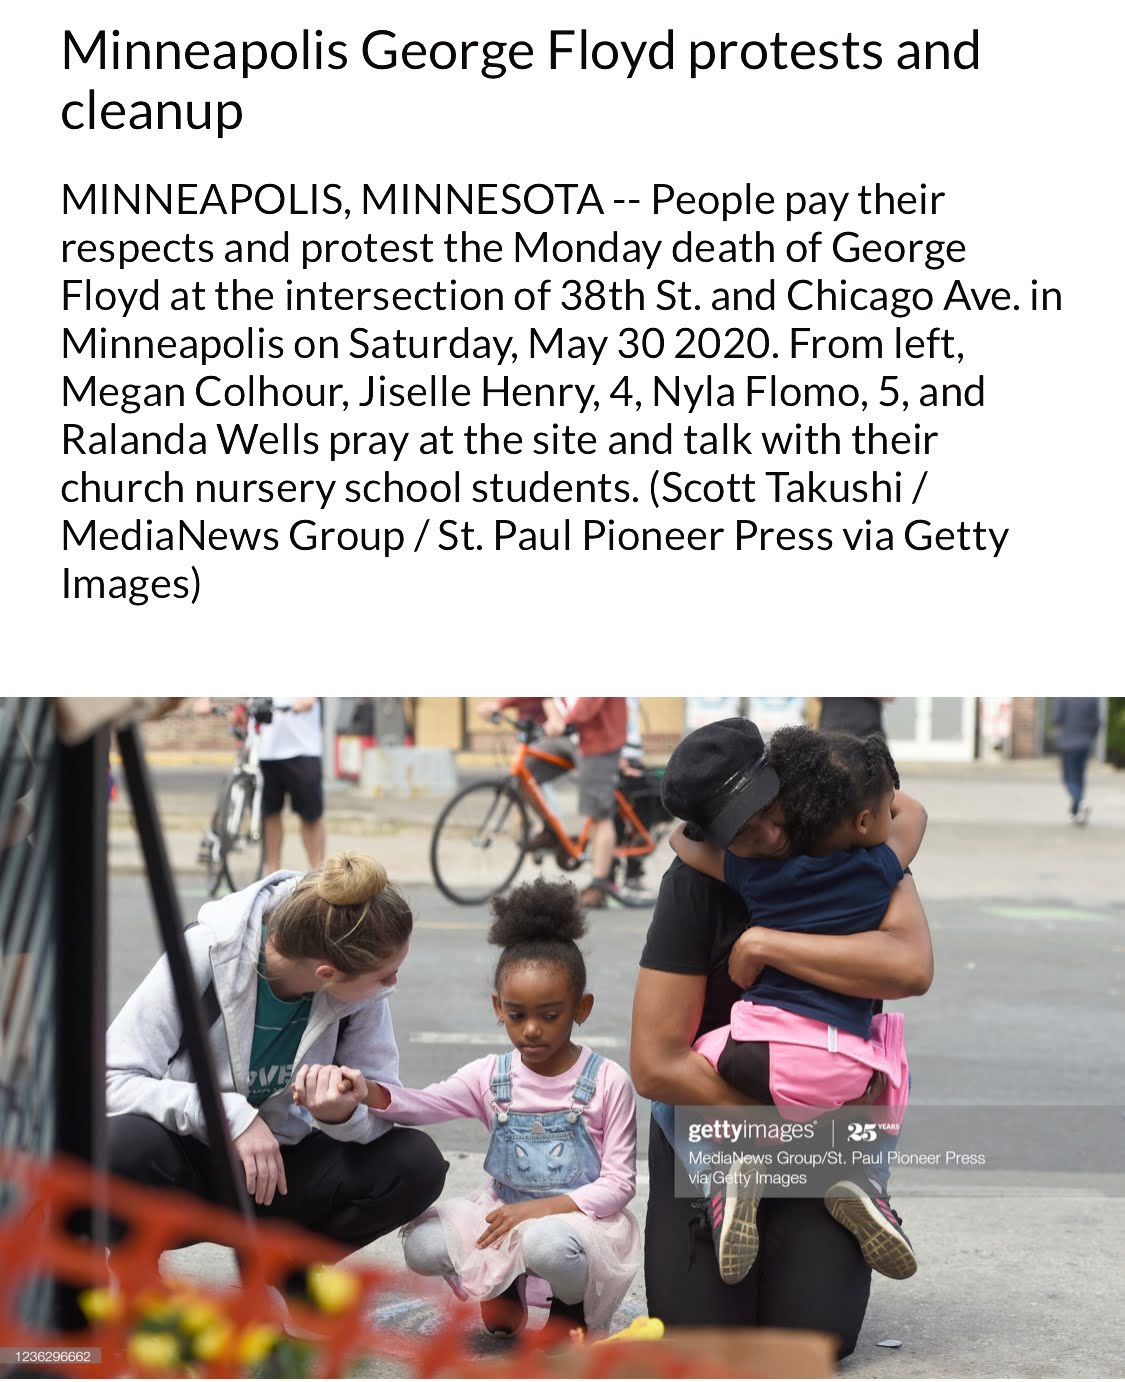 Minneapolis George Floyd protests and
cleanup
MINNEAPOLIS, MINNESOTA -- People pay their
respects and protest the Monday death of George
Floyd at the intersection of 38th St. and Chicago Ave. in
Minneapolis on Saturday, May 30 2020. From left,
Megan Colhour, Jiselle Henry, 4, Nyla Flomo, 5, and
Ralanda Wells pray at the site and talk with their
church nursery school students. (Scott Takushi /
MediaNews Group / St. Paul Pioneer Press via Getty
Images)
gettyimages | 25 YEARS
MediaNews Group/St. Paul Pioneer Press
via Getty Images
1236296662